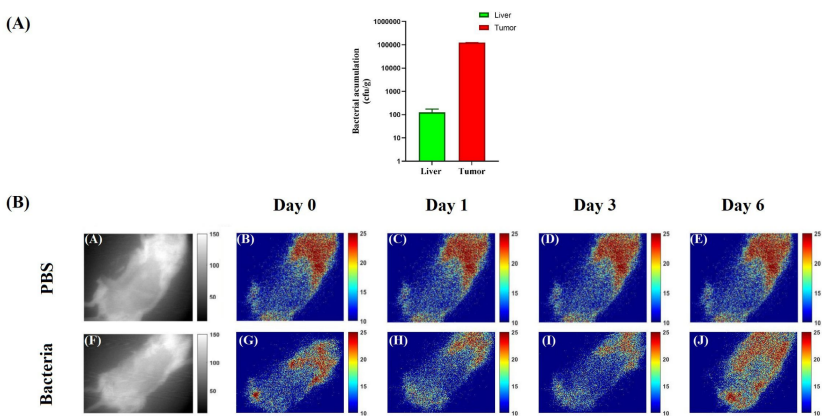 (A)
Liver
Tumor
Bacterial acumulation
(cfu/g)
1000000
100000
10000
1000
100
10
1
Liver Tumor
(B)
Day 0 Day 1 Day 3 Day 6
PBS
(A) 150 100 50
(B) 25 20 15 10
(C) 25 20 15 10
(D) 25 20 15 10
(E) 25 20 15 10
Bacteria
(F) 150 100 50
(G) 25 20 15 10
(H) 25 20 15 10
(I) 25 20 15 10
(J) 25 20 15 10